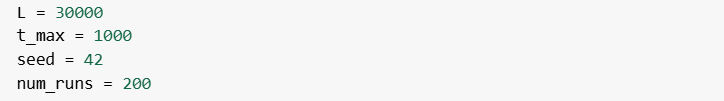 L = 30000
t_max = 1000
seed = 42
num_runs = 200